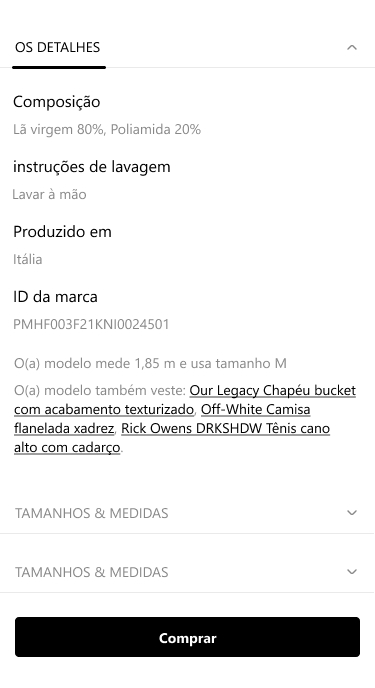 OS DETALHES
Composição
Lã virgem 80%, Poliamida 20%
instruções de lavagem
Lavar à mão
Produzido em
Itália
ID da marca
PMHF003F21KNI0024501
O(a) modelo mede 1,85 m e usa tamanho M
O(a) modelo também veste: Our Legacy Chapéu bucket
com acabamento texturizado, Off-White Camisa
flanelada xadrez, Rick Owens DRKSHDW Tênis cano
alto com cadarço.
TAMANHOS & MEDIDAS
TAMANHOS & MEDIDAS
Comprar